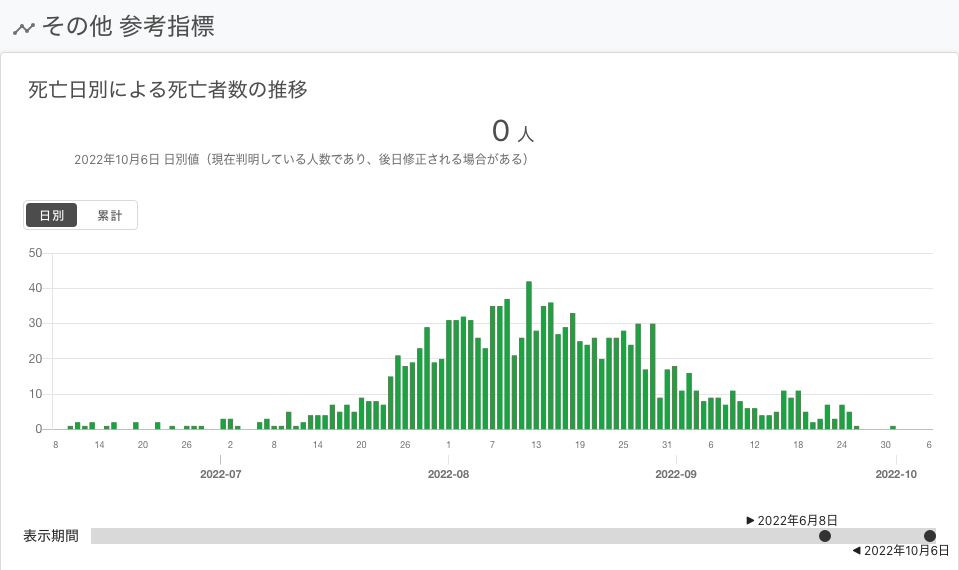 その他 参考指標
死亡日別による死亡者数の推移
0 人
2022年10月6日 日別値（現在判明している人数であり、後日修正される場合がある）
日別 累計
50
40
30
20
10
0
8 14 20 26 2 8 14 20 26 1 7 13 19 25 31 6 12 18 24 30 6
2022-07 2022-08 2022-09 2022-10
▶ 2022年6月8日
表示期間
◀ 2022年10月6日